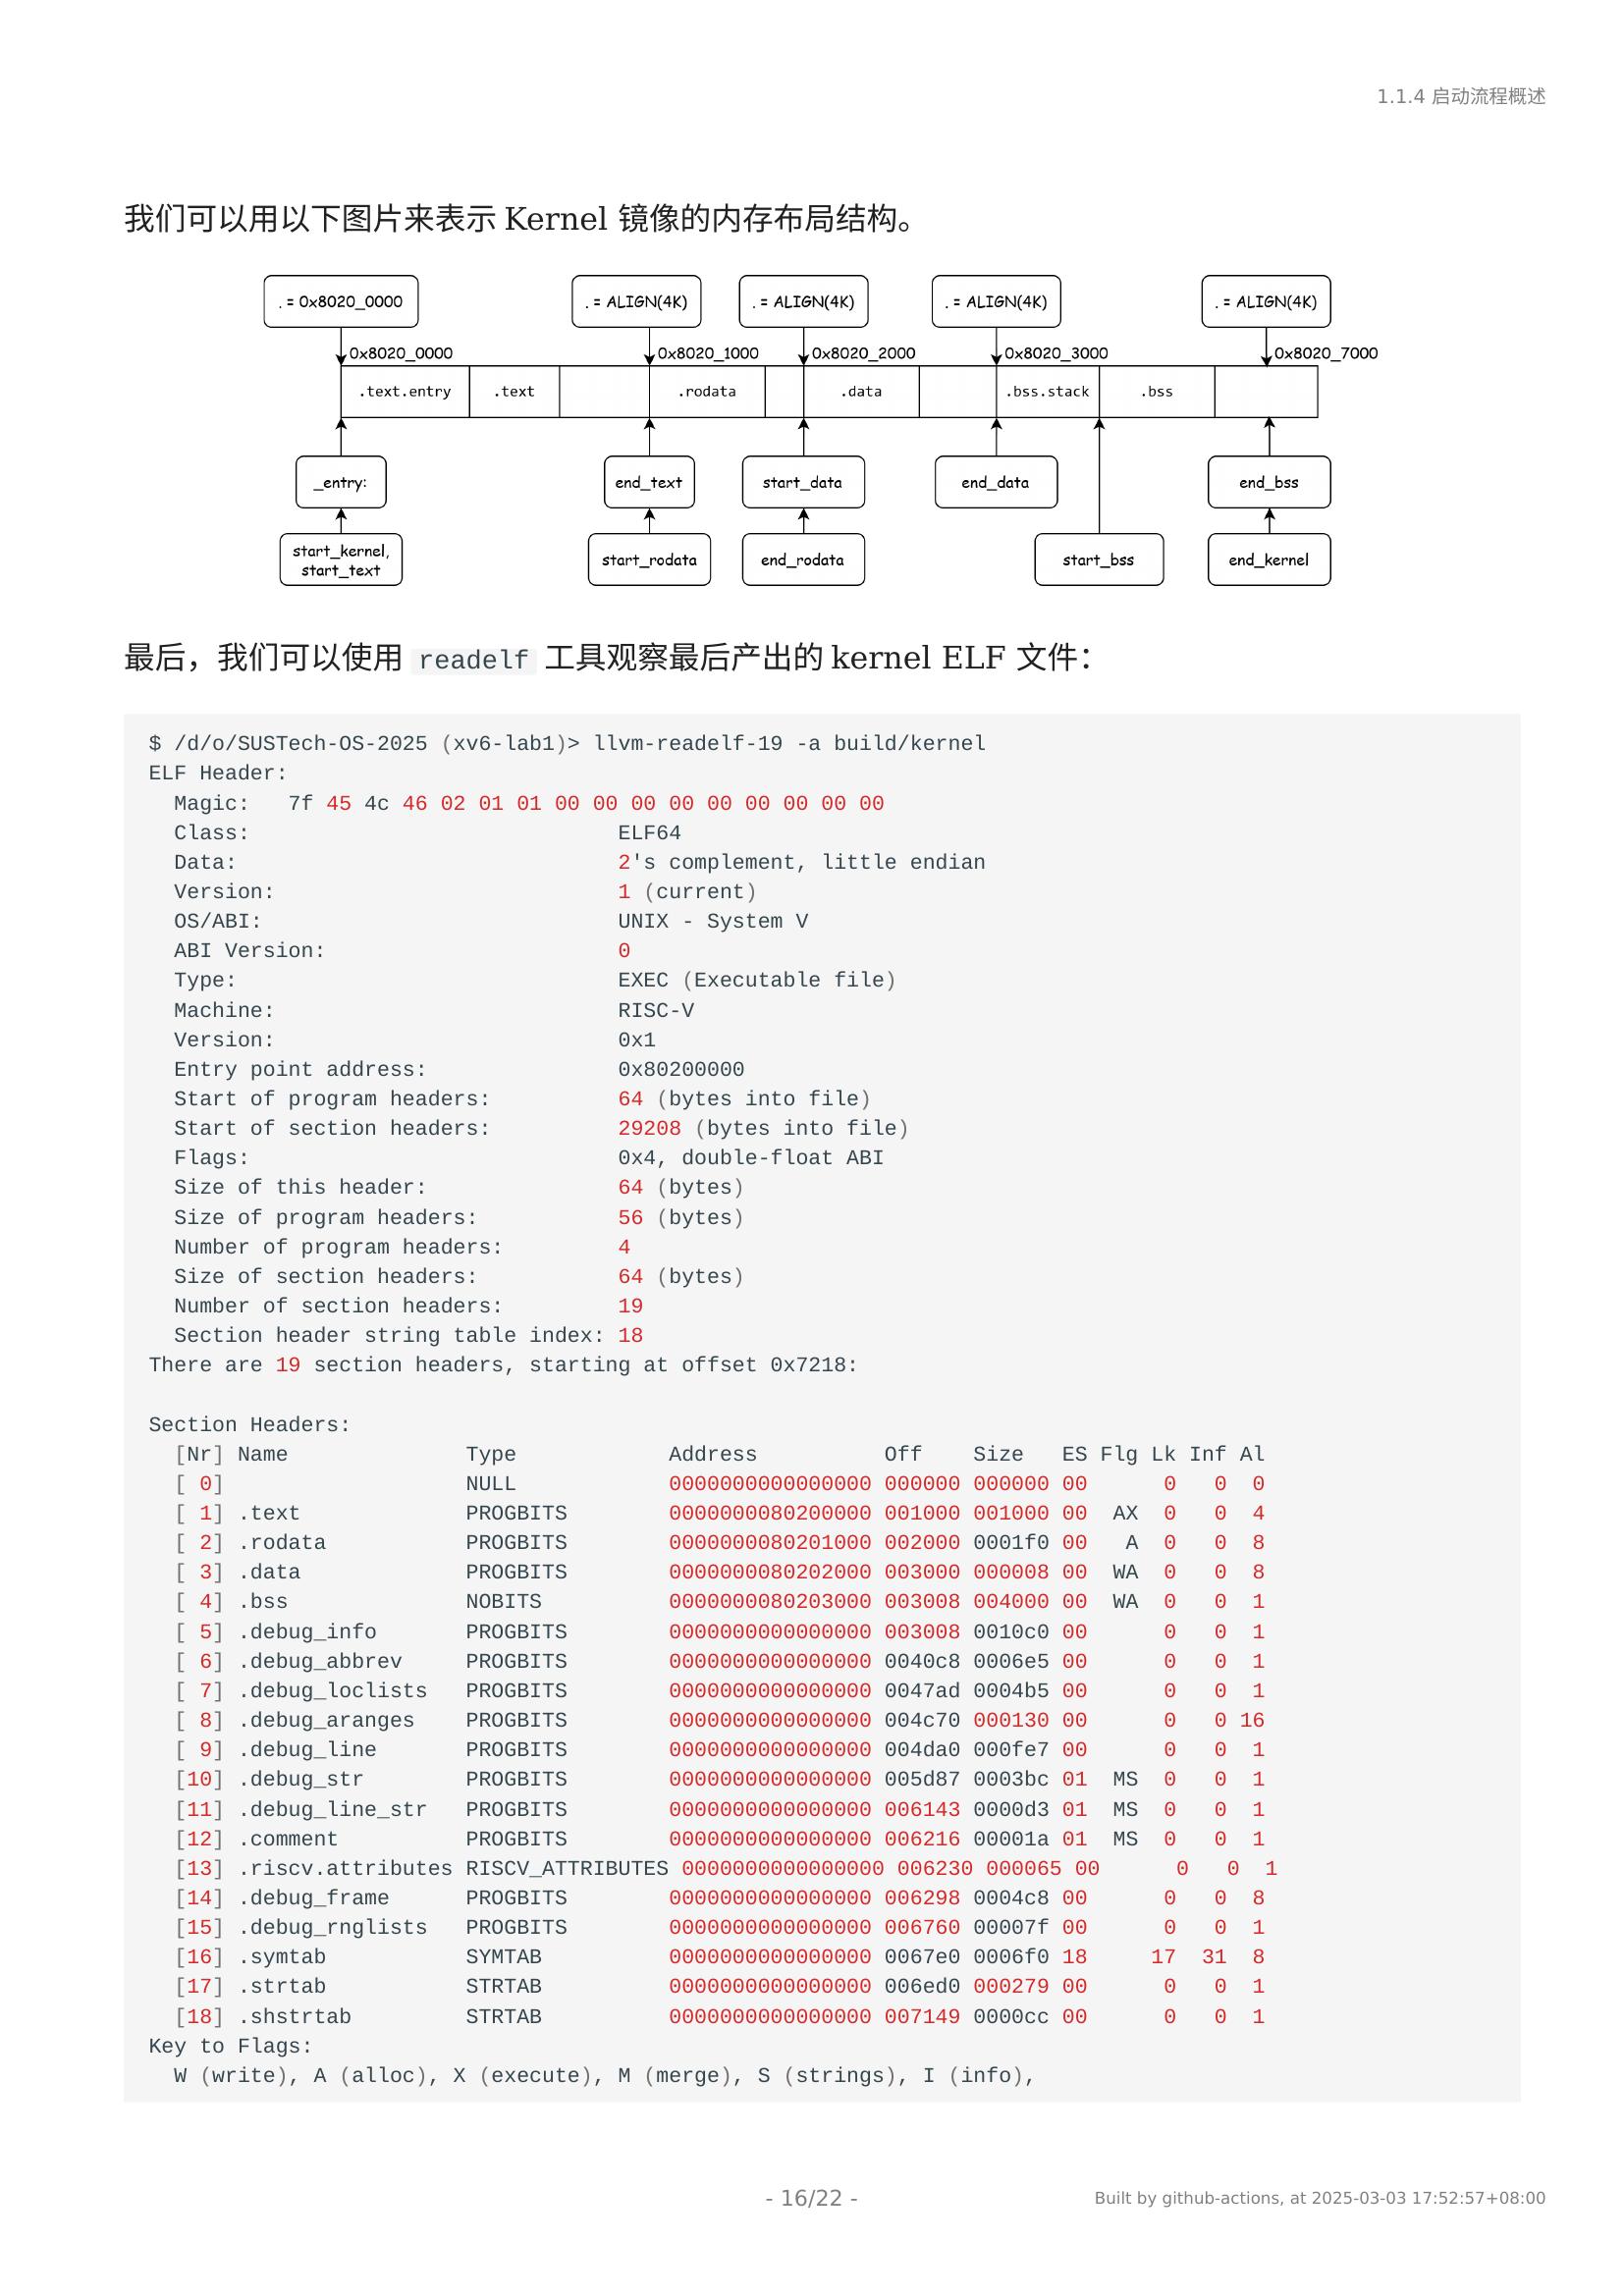 1.1.4 启动流程概述
我们可以用以下图片来表示 Kernel 镜像的内存布局结构。
. = 0x8020_0000 . = ALIGN(4K) . = ALIGN(4K) . = ALIGN(4K) . = ALIGN(4K)
0x8020_0000 0x8020_1000 0x8020_2000 0x8020_3000 0x8020_7000
.text.entry .text .rodata .data .bss.stack .bss
_entry: end_text start_data end_data end_bss
start_kernel,
start_text start_rodata end_rodata start_bss end_kernel
最后，我们可以使用 readelf 工具观察最后产出的 kernel ELF 文件：
$ /d/o/SUSTech-OS-2025 (xv6-lab1)> llvm-readelf-19 -a build/kernel
ELF Header:
  Magic:   7f 45 4c 46 02 01 01 00 00 00 00 00 00 00 00 00
  Class:                             ELF64
  Data:                              2's complement, little endian
  Version:                           1 (current)
  OS/ABI:                            UNIX - System V
  ABI Version:                       0
  Type:                              EXEC (Executable file)
  Machine:                           RISC-V
  Version:                           0x1
  Entry point address:               0x80200000
  Start of program headers:          64 (bytes into file)
  Start of section headers:          29208 (bytes into file)
  Flags:                             0x4, double-float ABI
  Size of this header:               64 (bytes)
  Size of program headers:           56 (bytes)
  Number of program headers:         4
  Size of section headers:           64 (bytes)
  Number of section headers:         19
  Section header string table index: 18
There are 19 section headers, starting at offset 0x7218:
Section Headers:
  [Nr] Name              Type            Address          Off    Size   ES Flg Lk Inf Al
  [ 0]                   NULL            0000000000000000 000000 000000 00      0   0  0
  [ 1] .text             PROGBITS        0000000080200000 001000 001000 00  AX  0   0  4
  [ 2] .rodata           PROGBITS        0000000080201000 002000 0001f0 00   A  0   0  8
  [ 3] .data             PROGBITS        0000000080202000 003000 000008 00  WA  0   0  8
  [ 4] .bss              NOBITS          0000000080203000 003008 004000 00  WA  0   0  1
  [ 5] .debug_info       PROGBITS        0000000000000000 003008 0010c0 00      0   0  1
  [ 6] .debug_abbrev     PROGBITS        0000000000000000 0040c8 0006e5 00      0   0  1
  [ 7] .debug_loclists   PROGBITS        0000000000000000 0047ad 0004b5 00      0   0  1
  [ 8] .debug_aranges    PROGBITS        0000000000000000 004c70 000130 00      0   0 16
  [ 9] .debug_line       PROGBITS        0000000000000000 004da0 000fe7 00      0   0  1
  [10] .debug_str        PROGBITS        0000000000000000 005d87 0003bc 01  MS  0   0  1
  [11] .debug_line_str   PROGBITS        0000000000000000 006143 0000d3 01  MS  0   0  1
  [12] .comment          PROGBITS        0000000000000000 006216 00001a 01  MS  0   0  1
  [13] .riscv.attributes RISCV_ATTRIBUTES 0000000000000000 006230 000065 00      0   0  1
  [14] .debug_frame      PROGBITS        0000000000000000 006298 0004c8 00      0   0  8
  [15] .debug_rnglists   PROGBITS        0000000000000000 006760 00007f 00      0   0  1
  [16] .symtab           SYMTAB          0000000000000000 0067e0 0006f0 18     17  31  8
  [17] .strtab           STRTAB          0000000000000000 006ed0 000279 00      0   0  1
  [18] .shstrtab         STRTAB          0000000000000000 007149 0000cc 00      0   0  1
Key to Flags:
  W (write), A (alloc), X (execute), M (merge), S (strings), I (info),
- 16/22 -
Built by github-actions, at 2025-03-03 17:52:57+08:00